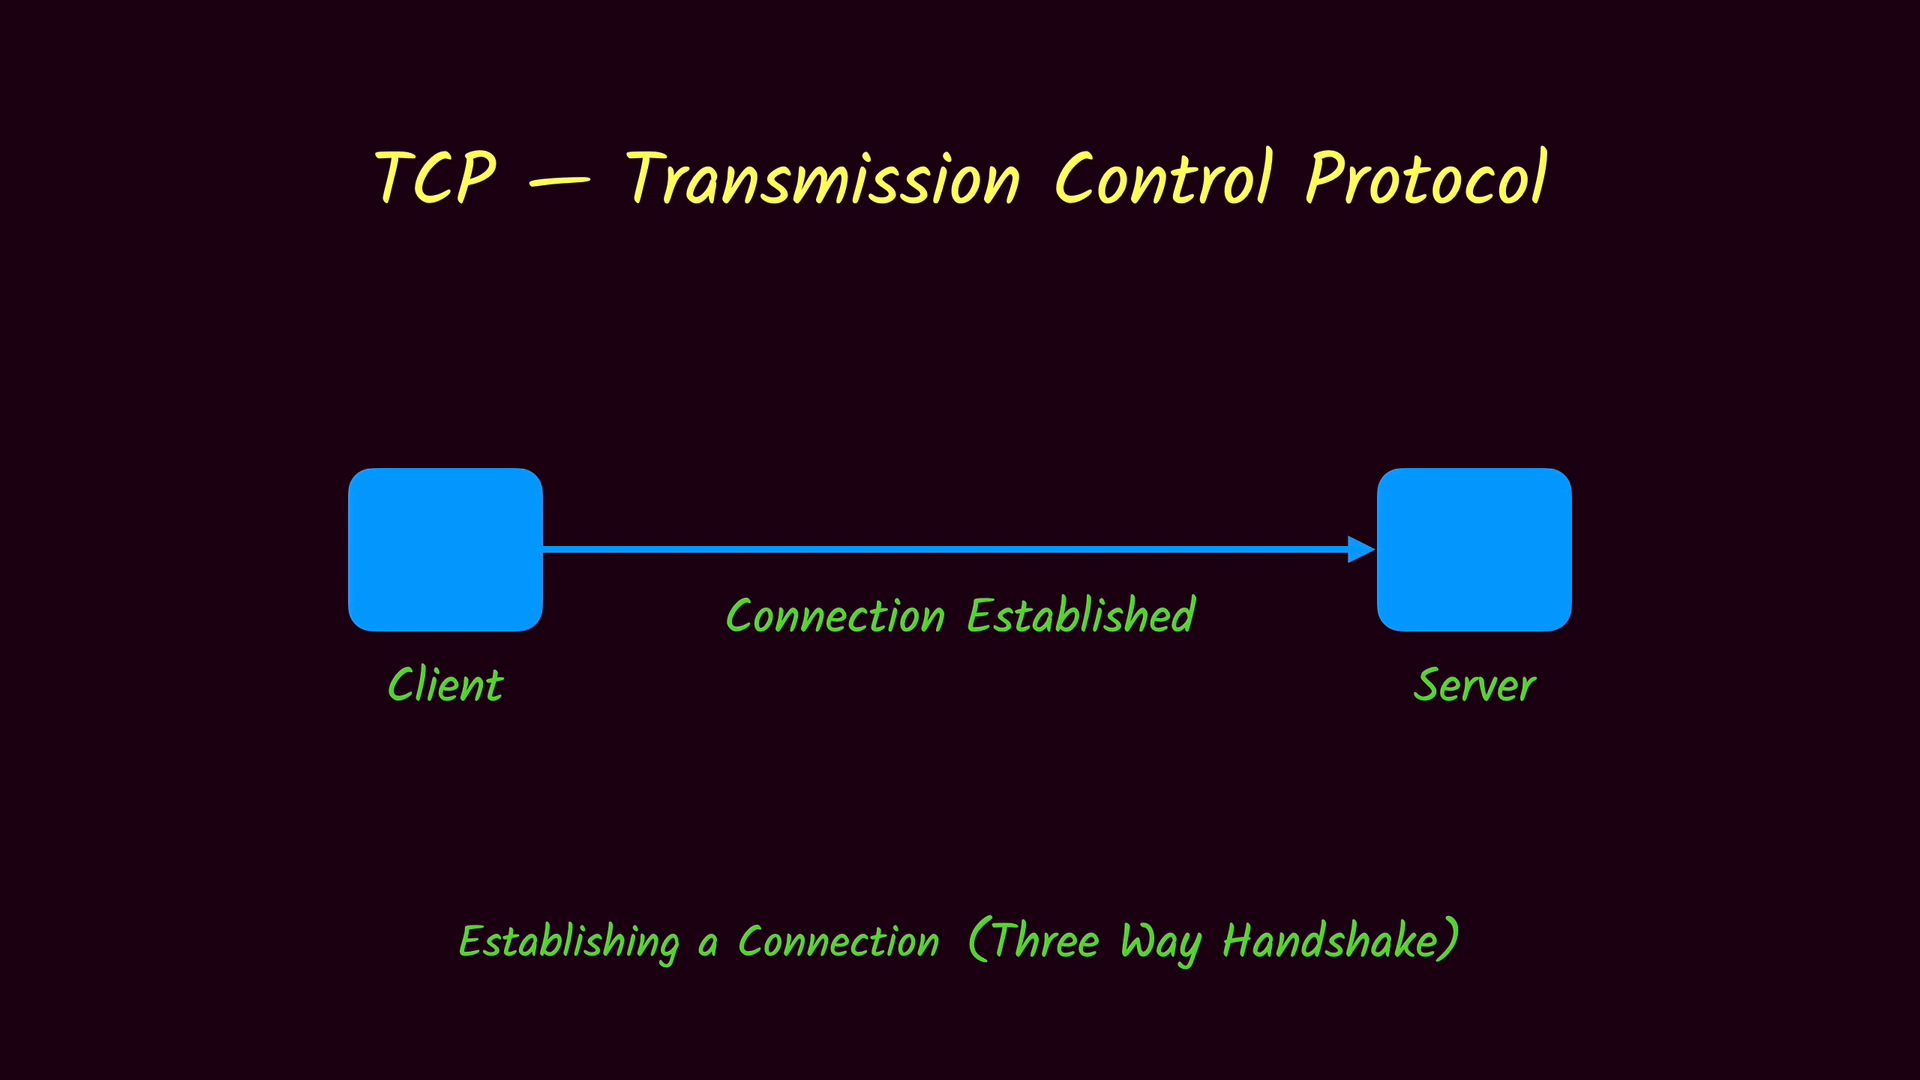 TCP — Transmission Control Protocol
Connection Established
Client
Server
Establishing a Connection (Three Way Handshake)